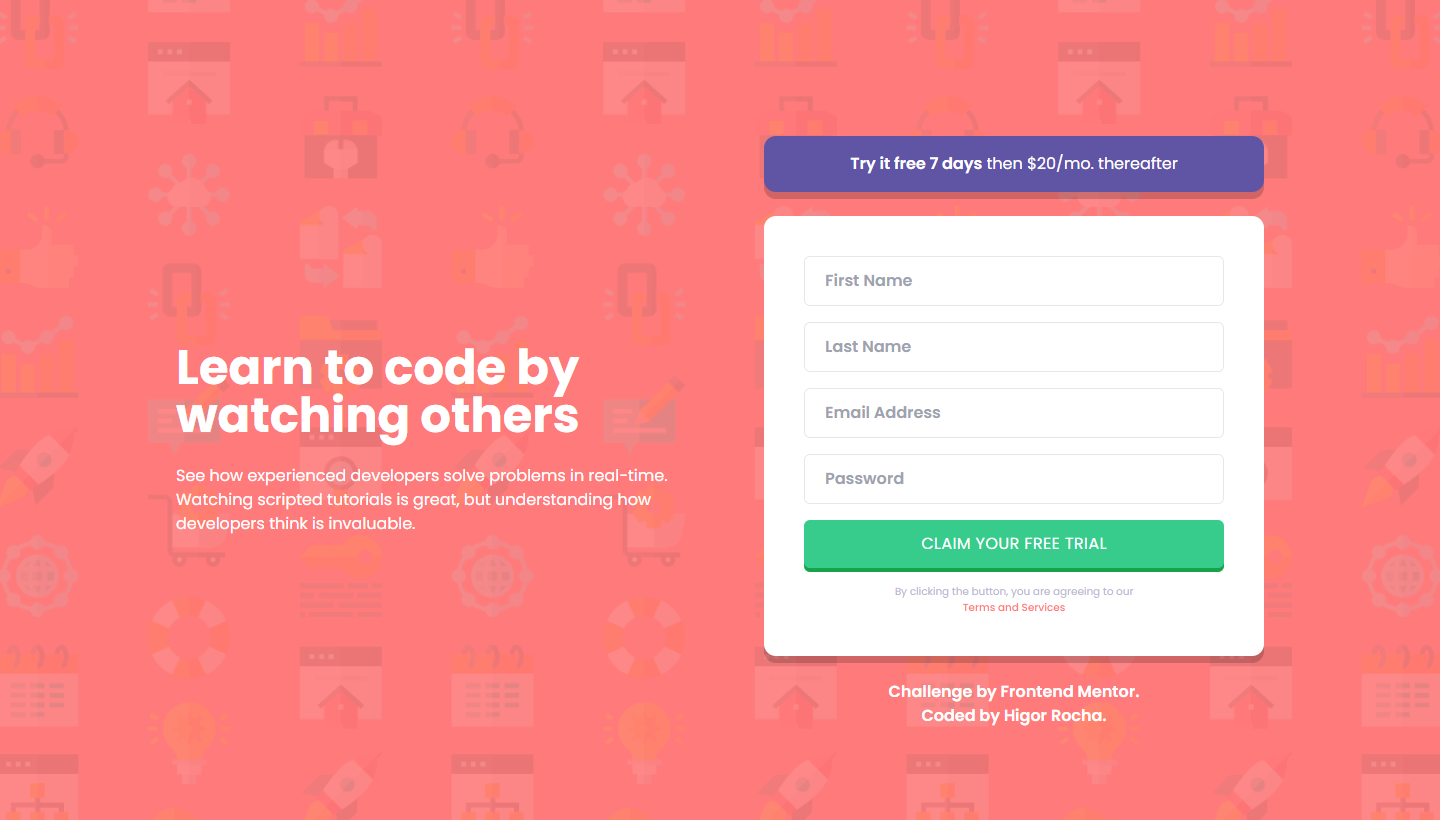 Learn to code by
watching others
See how experienced developers solve problems in real-time.
Watching scripted tutorials is great, but understanding how
developers think is invaluable.
Try it free 7 days then $20/mo. thereafter
First Name
Last Name
Email Address
Password
CLAIM YOUR FREE TRIAL
By clicking the button, you are agreeing to our
Terms and Services
Challenge by Frontend Mentor.
Coded by Higor Rocha.